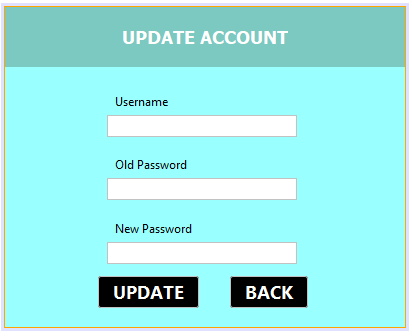 UPDATE ACCOUNT
Username
Old Password
New Password
UPDATE BACK